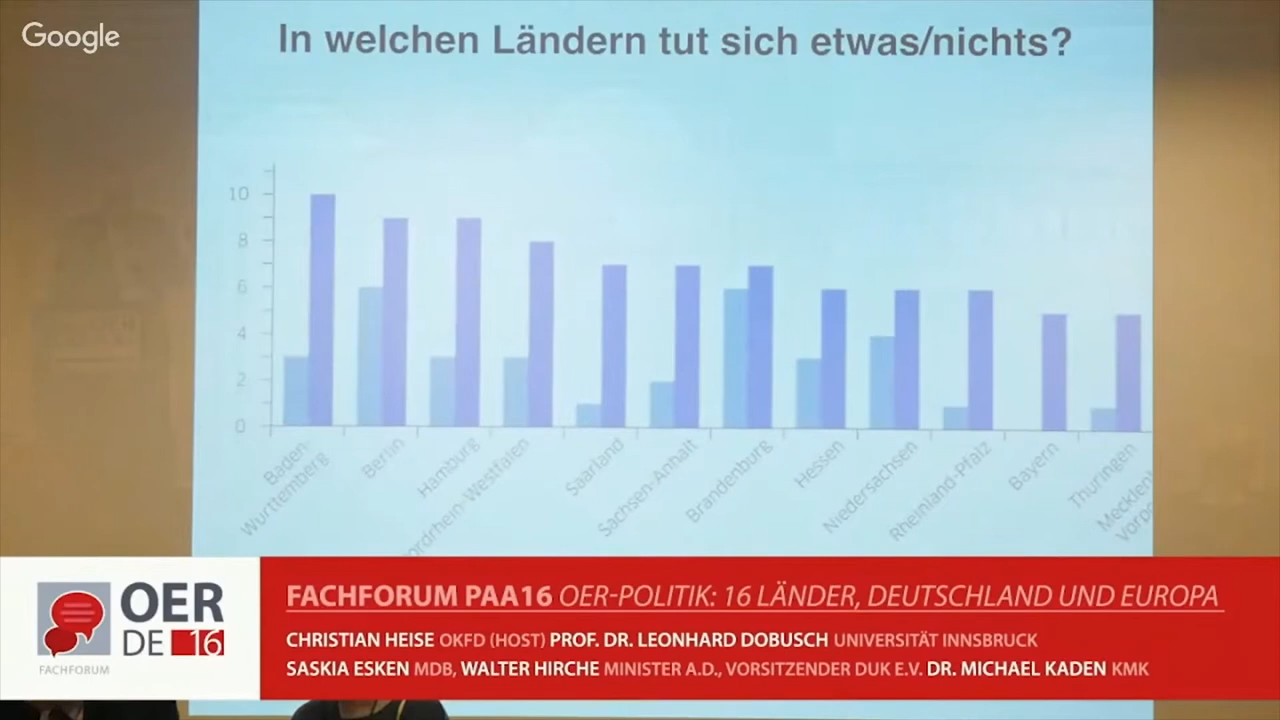 Google
In welchen Ländern tut sich etwas/nichts?
10
8
6
4
2
0
Baden-
Württemberg
Berlin
Hamburg
ordrhein-Westfalen
Saarland
Sachsen-Anhalt
Brandenburg
Hessen
Niedersachsen
Rheinland-Pfalz
Bayern
Thüringen
Mecklen
Vorpo
OER
DE 16
FACHFORUM
FACHFORUM PAA16 OER-POLITIK: 16 LÄNDER, DEUTSCHLAND UND EUROPA
CHRISTIAN HEISE OKFD (HOST) PROF. DR. LEONHARD DOBUSCH UNIVERSITÄT INNSBRUCK
SASKIA ESKEN MDB, WALTER HIRCHE MINISTER A.D., VORSITZENDER DUK E.V. DR. MICHAEL KADEN KMK